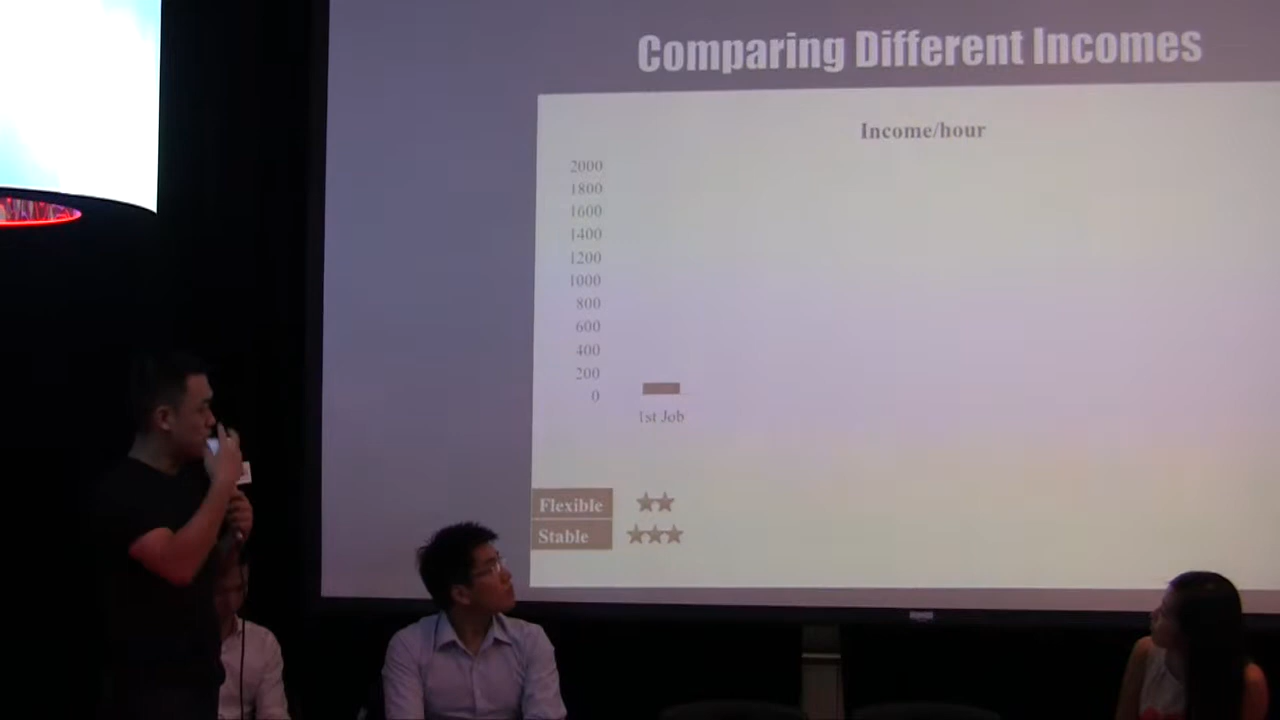 Comparing Different Incomes
Income/hour
2000
1800
1600
1400
1200
1000
800
600
400
200
0
1st Job
Flexible ★★
Stable ★★★